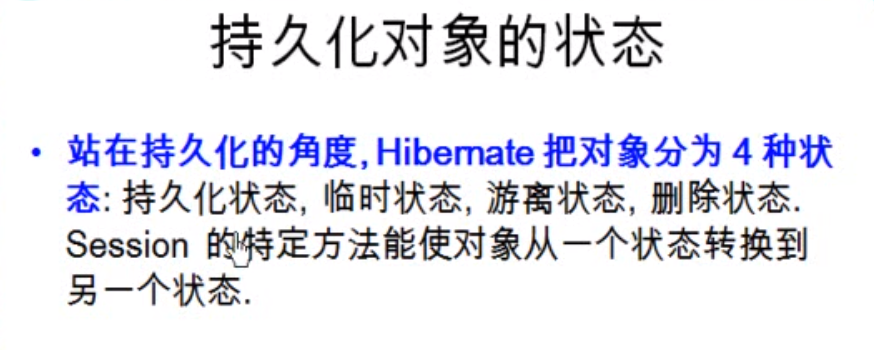 持久化对象的状态
• 站在持久化的角度, Hibernate 把对象分为 4 种状
态: 持久化状态, 临时状态, 游离状态, 删除状态.
Session 的特定方法能使对象从一个状态转换到
另一个状态.